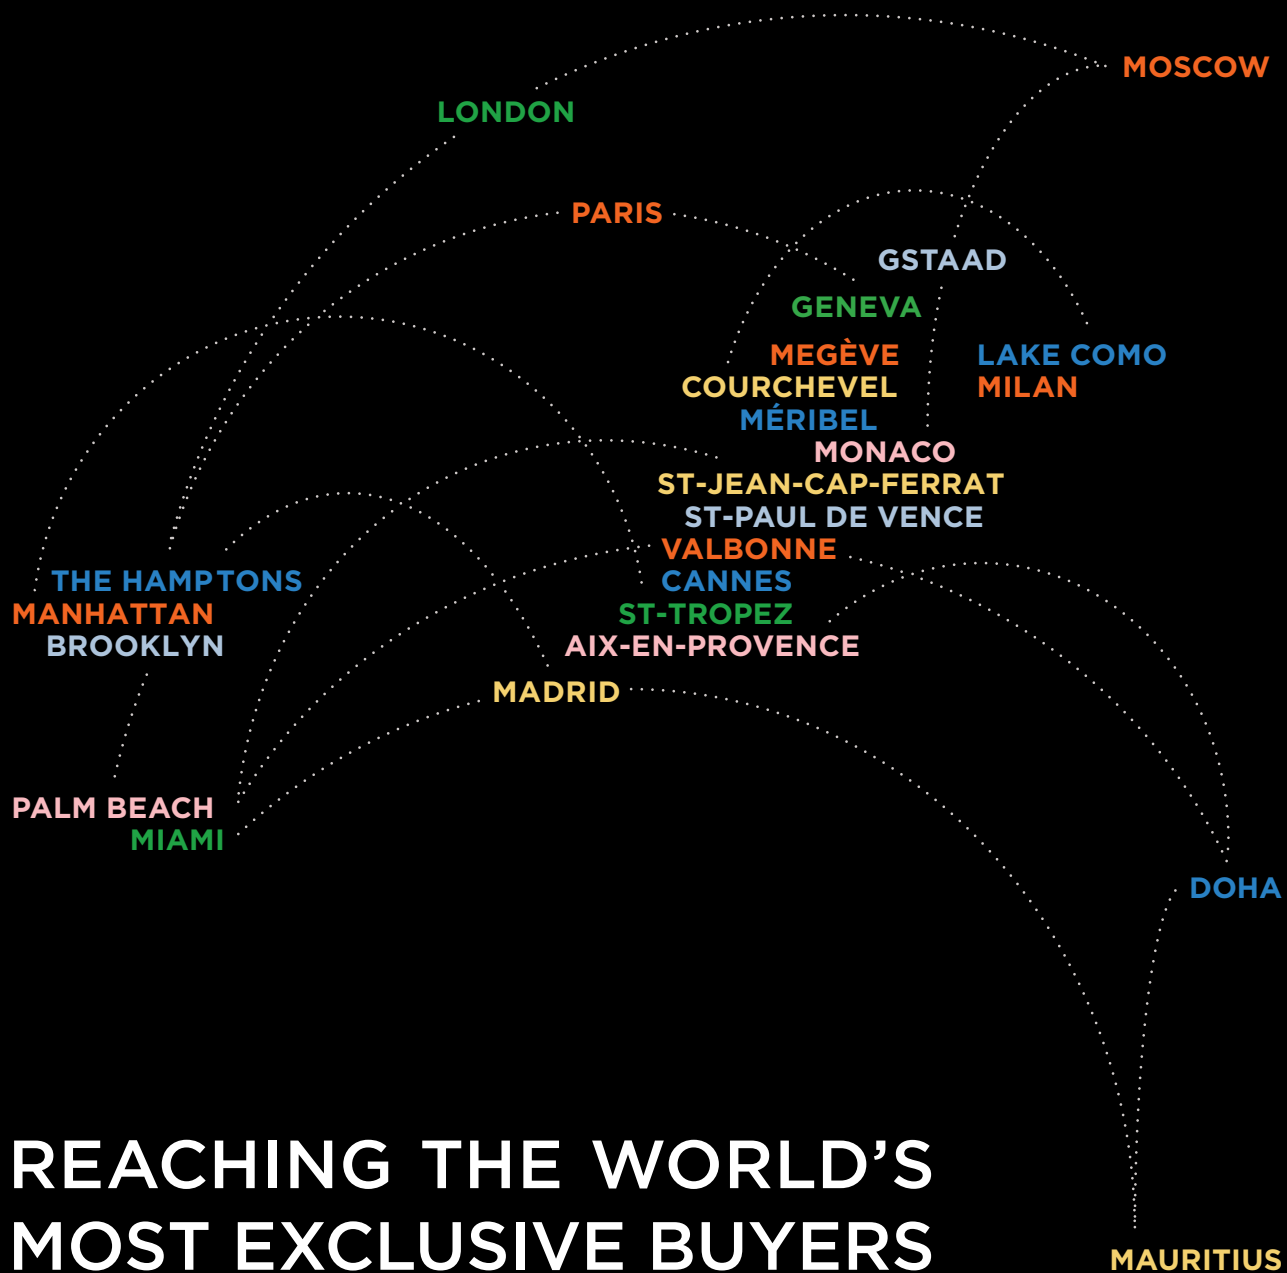 MOSCOW
LONDON
PARIS
GSTAAD
GENEVA
MEGÈVE
LAKE COMO
COURCHEVEL
MILAN
MÉRIBEL
MONACO
ST-JEAN-CAP-FERRAT
ST-PAUL DE VENCE
VALBONNE
THE HAMPTONS
CANNES
MANHATTAN
ST-TROPEZ
BROOKLYN
AIX-EN-PROVENCE
MADRID
PALM BEACH
MIAMI
DOHA
REACHING THE WORLD'S
MOST EXCLUSIVE BUYERS
MAURITIUS